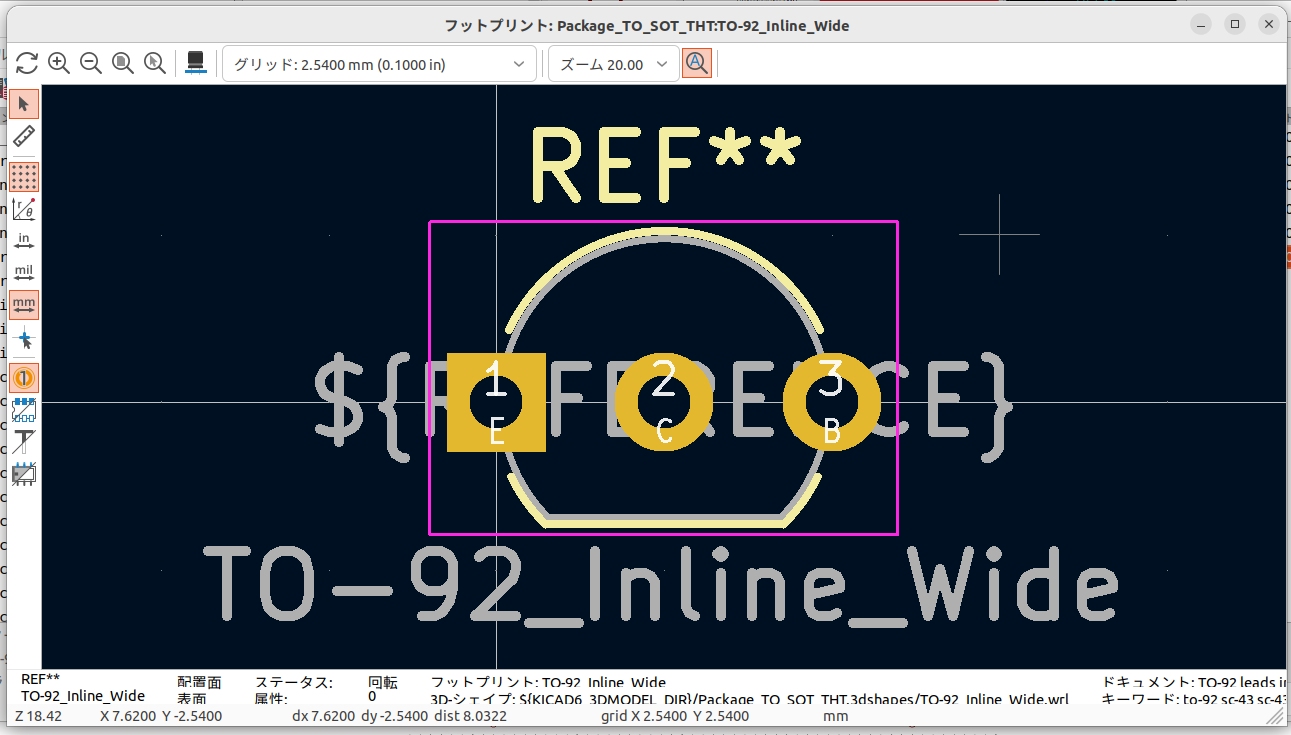 フットプリント: Package_TO_SOT_THT:TO-92_Inline_Wide
グリッド: 2.5400 mm (0.1000 in)
ズーム 20.00
in
mil
mm
REF**
${REFERENCE}
1
2
3
E
C
B
TO-92_Inline_Wide
REF**
TO-92_Inline_Wide
配置面
表面
ステータス:
属性:
回転
0
フットプリント: TO-92_Inline_Wide
3D-シェイプ: ${KICAD6_3DMODEL_DIR}/Package_TO_SOT_THT.3dshapes/TO-92_Inline_Wide.wrl
ドキュメント: TO-92 leads in
キーワード: to-92 sc-43 sc-43
Z 18.42
X 7.6200 Y -2.5400
dx 7.6200 dy -2.5400 dist 8.0322
grid X 2.5400 Y 2.5400
mm